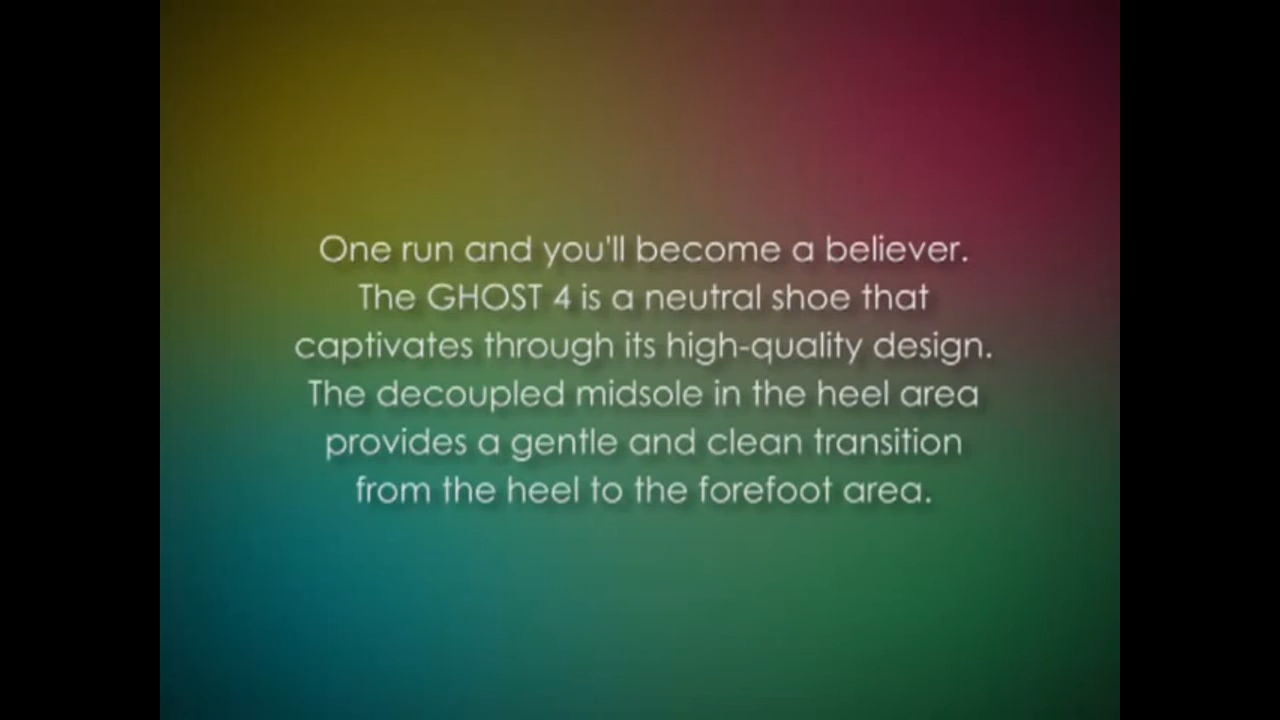 One run and you'll become a believer.
The GHOST 4 is a neutral shoe that
captivates through its high-quality design.
The decoupled midsole in the heel area
provides a gentle and clean transition
from the heel to the forefoot area.